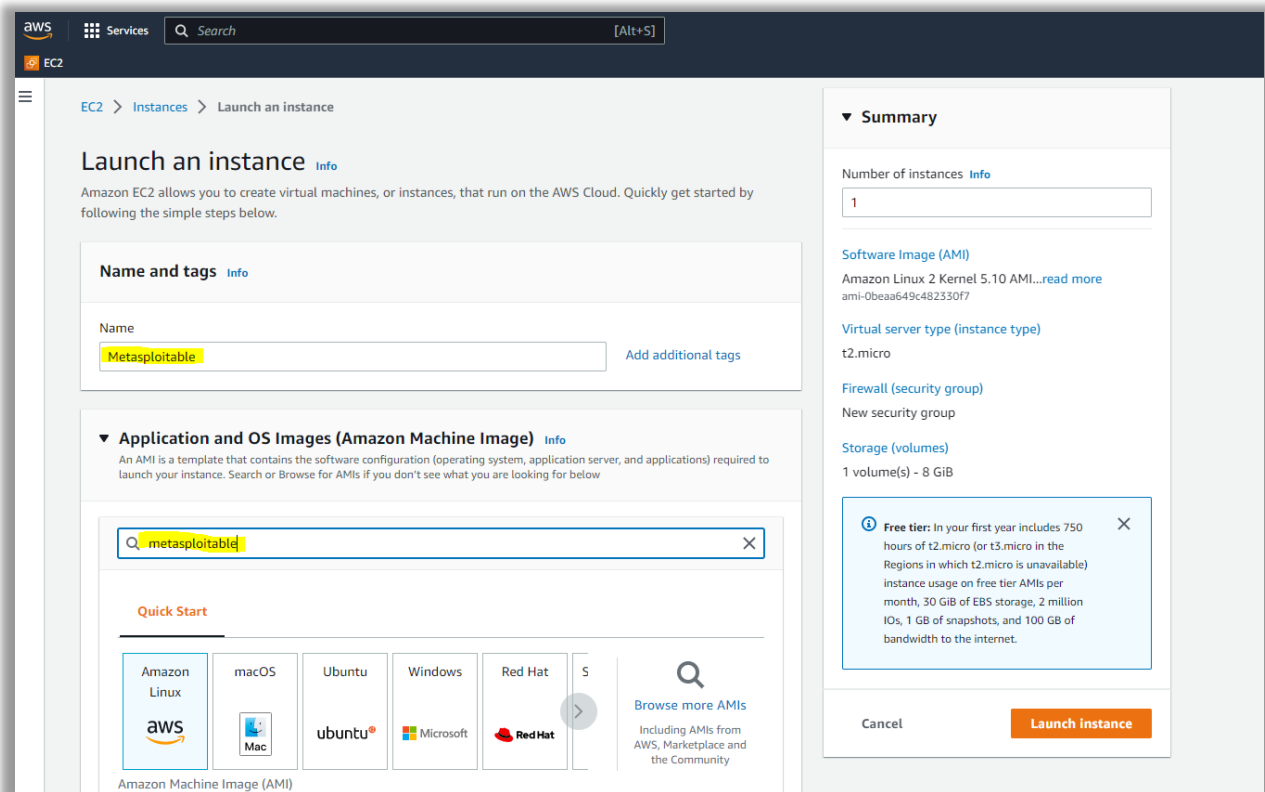 aws
Services
Search
[Alt+S]
EC2
EC2 > Instances > Launch an instance
Launch an instance Info
Amazon EC2 allows you to create virtual machines, or instances, that run on the AWS Cloud. Quickly get started by
following the simple steps below.
Name and tags Info
Name
Metasploitable
Add additional tags
Application and OS Images (Amazon Machine Image) Info
An AMI is a template that contains the software configuration (operating system, application server, and applications) required to
launch your instance. Search or Browse for AMIs if you don't see what you are looking for below
metasploitable
Quick Start
Amazon
Linux
aws
macOS
Mac
Ubuntu
ubuntu
Windows
Microsoft
Red Hat
Red Hat
S
Browse more AMIs
Including AMIs from
AWS, Marketplace and
the Community
Amazon Machine Image (AMI)
Summary
Number of instances Info
1
Software Image (AMI)
Amazon Linux 2 Kernel 5.10 AMI...read more
ami-0beaa649c482330f7
Virtual server type (instance type)
t2.micro
Firewall (security group)
New security group
Storage (volumes)
1 volume(s) - 8 GiB
Free tier: In your first year includes 750
hours of t2.micro (or t3.micro in the
Regions in which t2.micro is unavailable)
instance usage on free tier AMIs per
month, 30 GiB of EBS storage, 2 million
IOs, 1 GB of snapshots, and 100 GB of
bandwidth to the internet.
Cancel
Launch instance